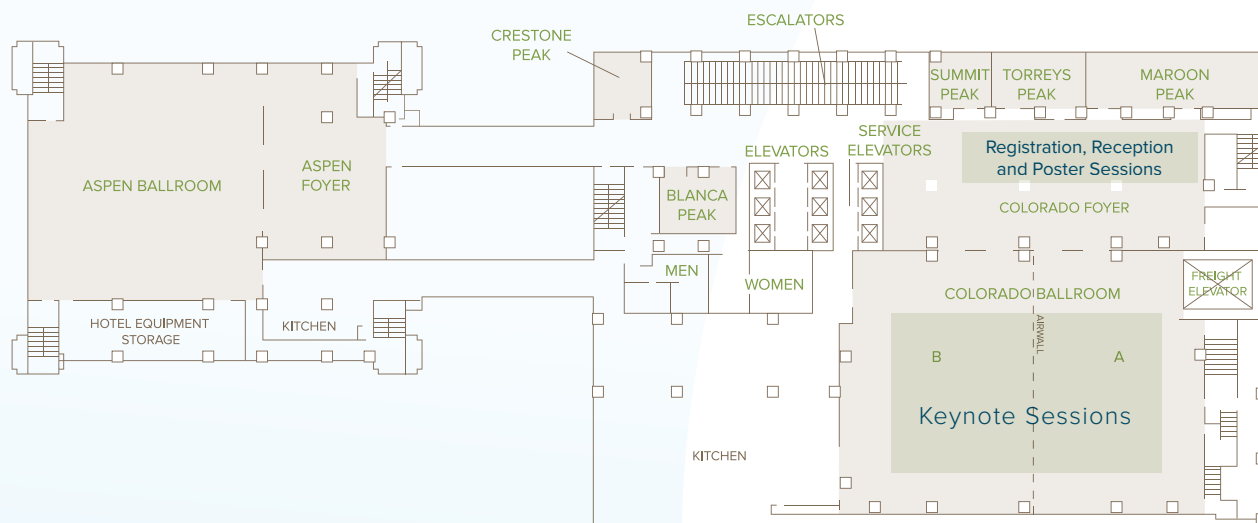 ESCALATORS
CRESTONE
PEAK
SUMMIT
PEAK
TORREYS
PEAK
MAROON
PEAK
SERVICE
ELEVATORS
ELEVATORS
Registration, Reception
and Poster Sessions
ASPEN BALLROOM
ASPEN
FOYER
BLANCA
PEAK
COLORADO FOYER
MEN
WOMEN
FREIGHT
ELEVATOR
COLORADO BALLROOM
HOTEL EQUIPMENT
STORAGE
KITCHEN
AIRWALL
B
A
Keynote Sessions
KITCHEN